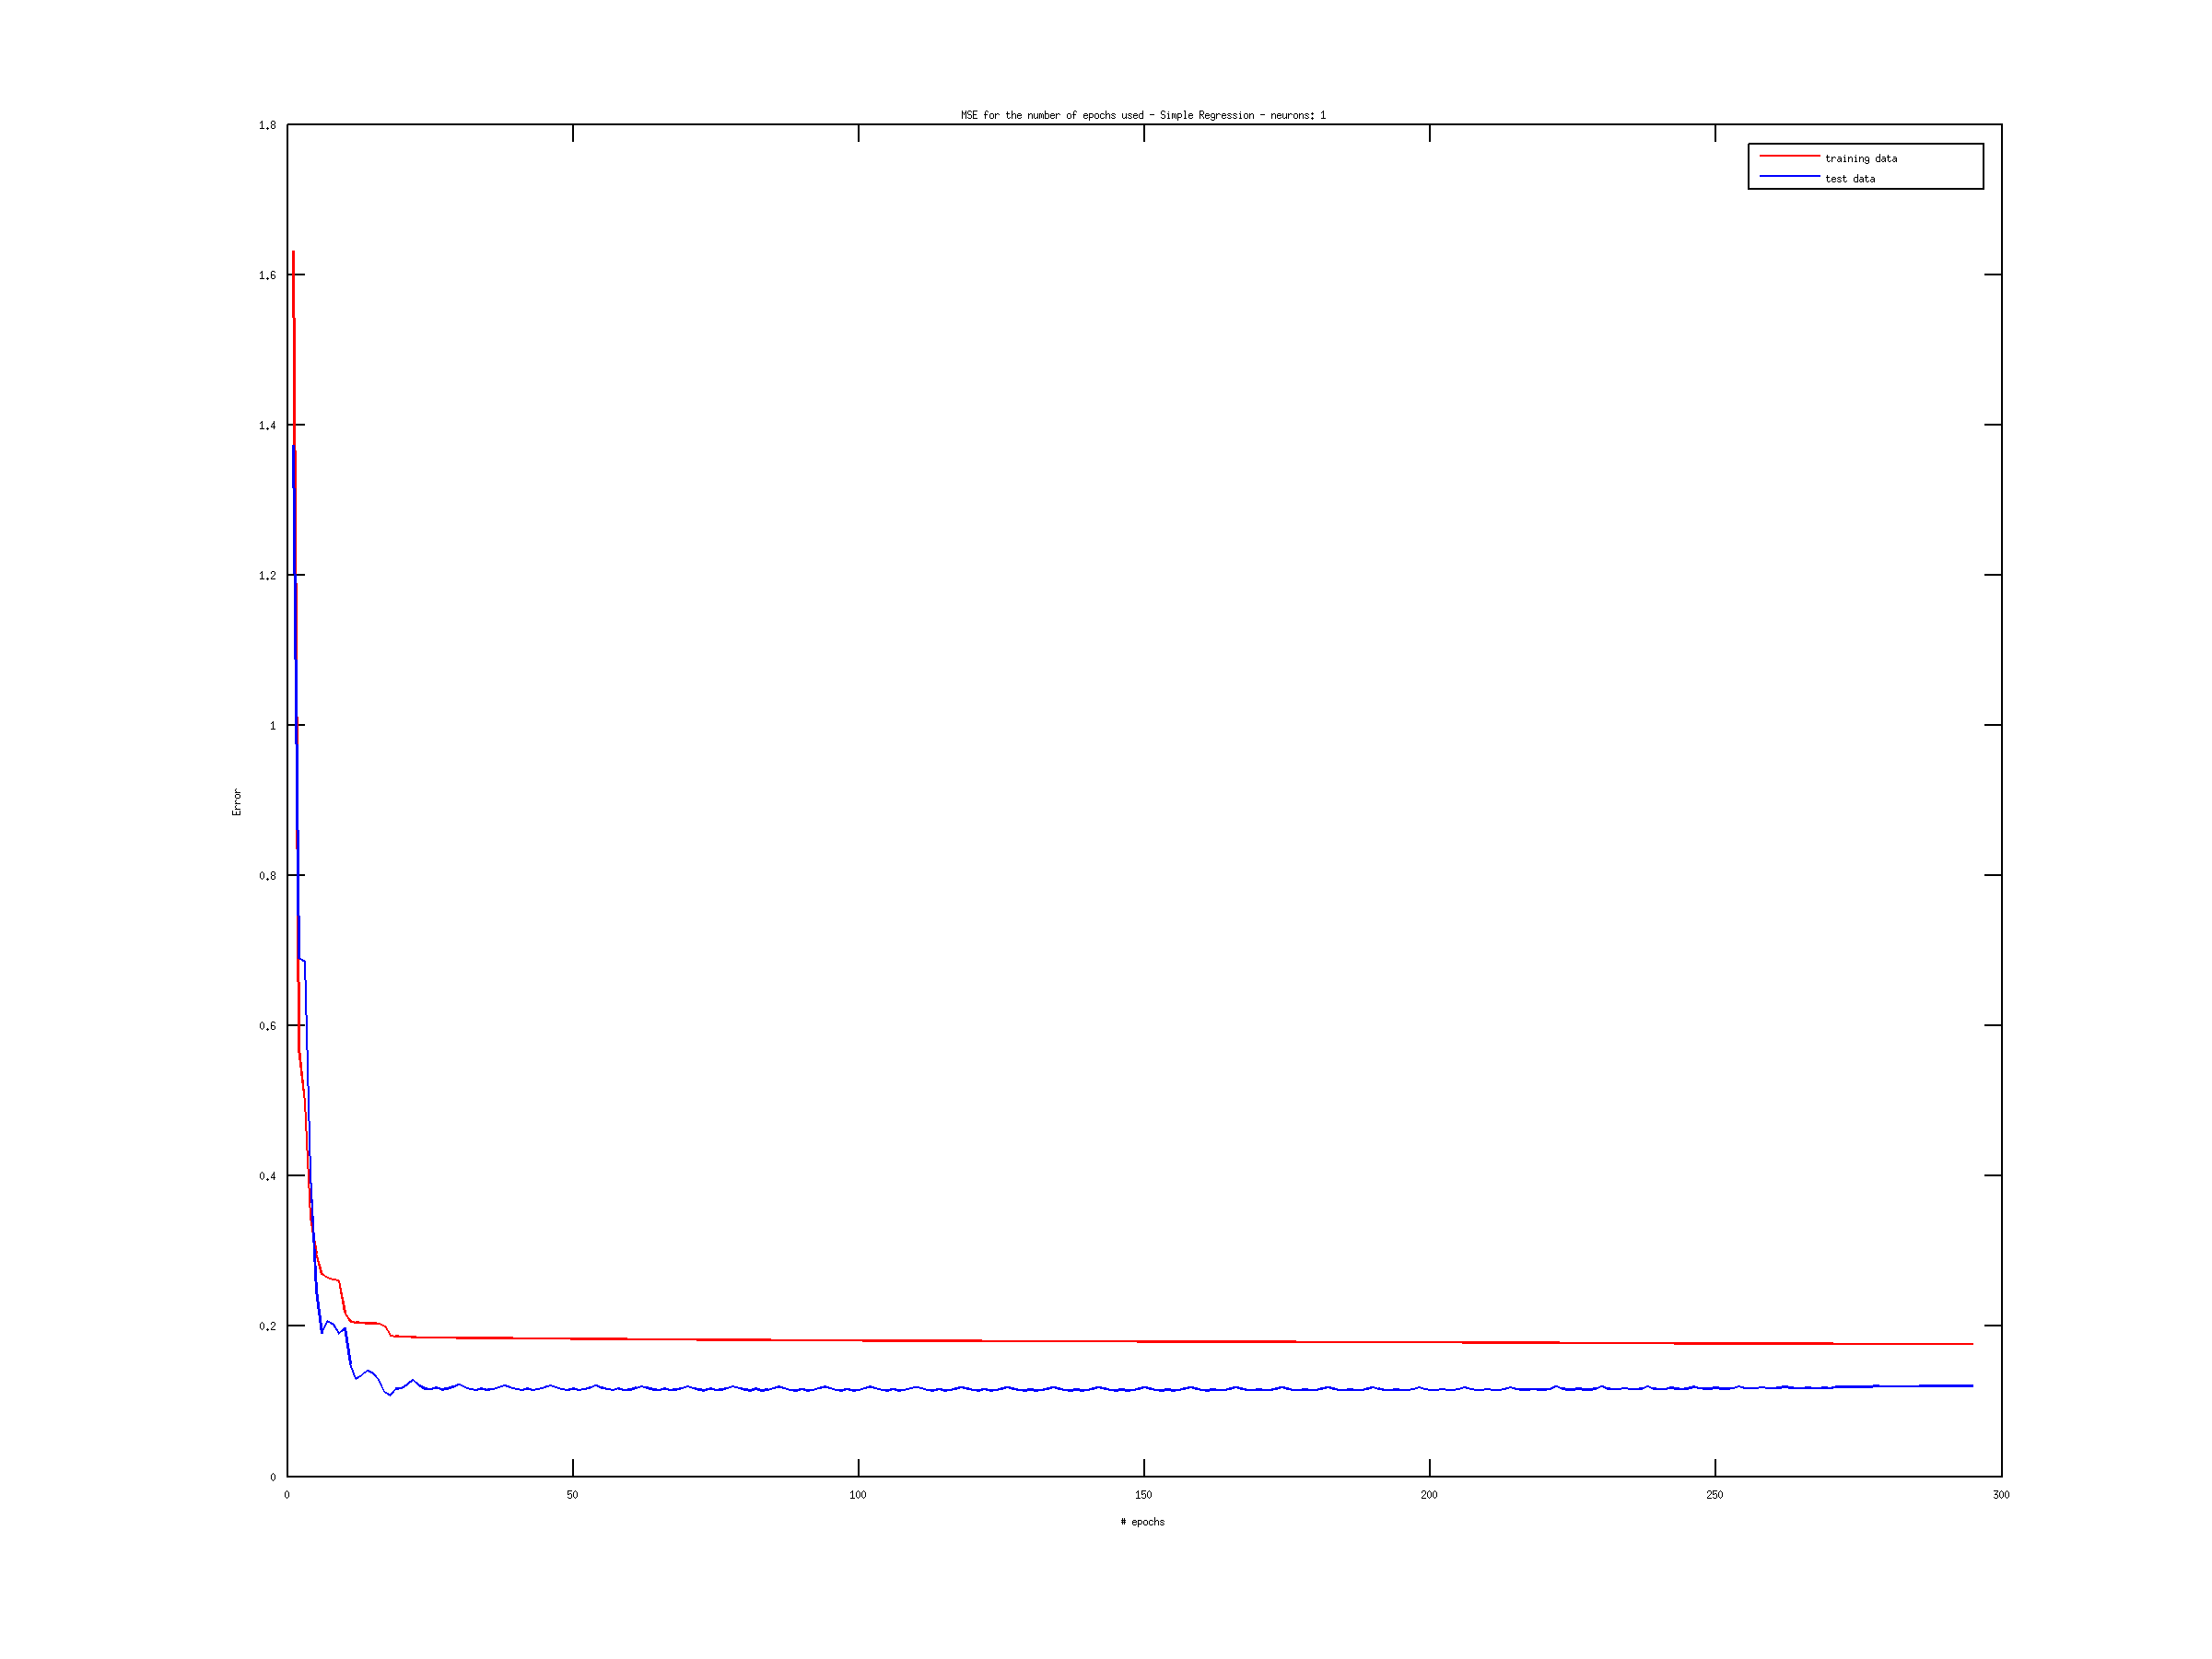 MSE for the number of epochs used - Simple Regression - neurons: 1
1.8
1.6
1.4
1.2
1
0.8
0.6
0.4
0.2
0
training data
test data
Error
0 50 100 150 200 250 300
# epochs